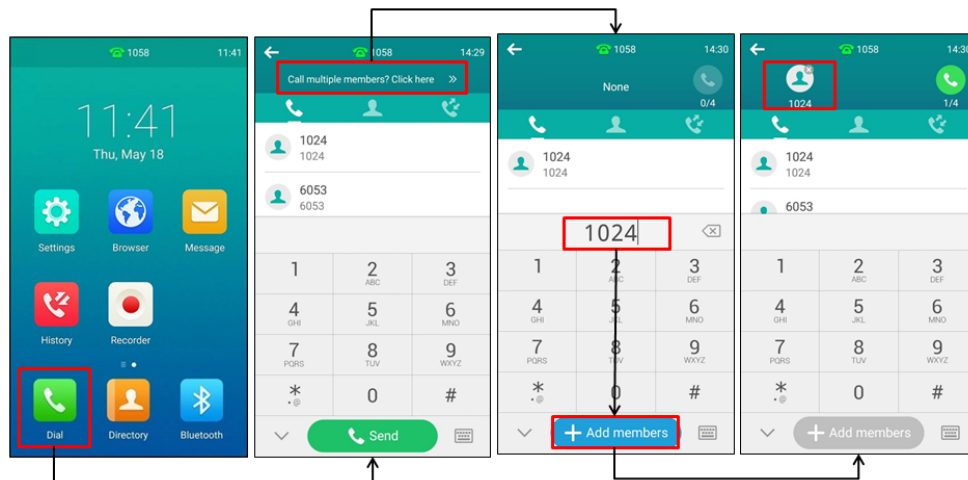 1058 11:41
11:41
Thu, May 18
Settings Browser Message
History Recorder
Dial Directory Bluetooth
1058 14:29
Call multiple members? Click here »
1024
1024
6053
6053
1 2 ABC 3 DEF
4 GHI 5 JKL 6 MNO
7 PQRS 8 TUV 9 WXYZ
* .@ 0 #
Send
1058 14:30
None
0/4
1024
1024
1024
1 2 ABC 3 DEF
4 GHI 5 JKL 6 MNO
7 PQRS 8 TUV 9 WXYZ
* .@ 0 #
+ Add members
1058 14:30
1024 1/4
1024
1024
6053
1 2 ABC 3 DEF
4 GHI 5 JKL 6 MNO
7 PQRS 8 TUV 9 WXYZ
* .@ 0 #
+ Add members